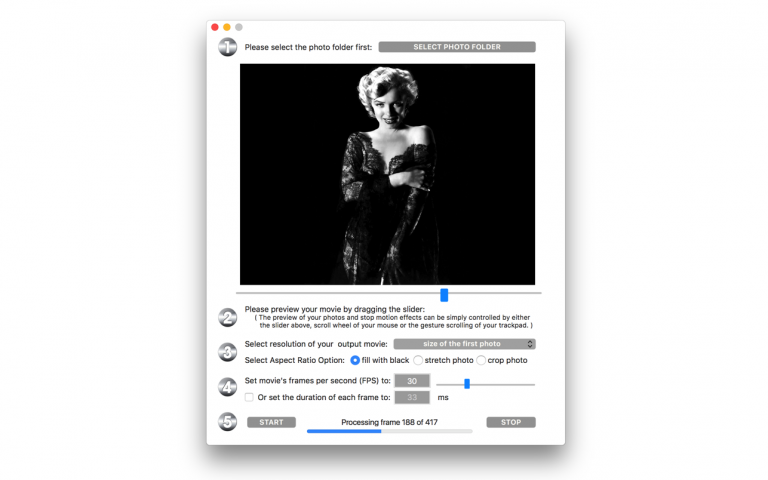 1 Please select the photo folder first: SELECT PHOTO FOLDER
2 Please preview your movie by dragging the slider:
( The preview of your photos and stop motion effects can be simply controlled by either
the slider above, scroll wheel of your mouse or the gesture scrolling of your trackpad. )
3 Select resolution of your output movie: size of the first photo
Select Aspect Ratio Option: fill with black stretch photo crop photo
4 Set movie's frames per second (FPS) to: 30
Or set the duration of each frame to: 33 ms
5 START Processing frame 188 of 417 STOP